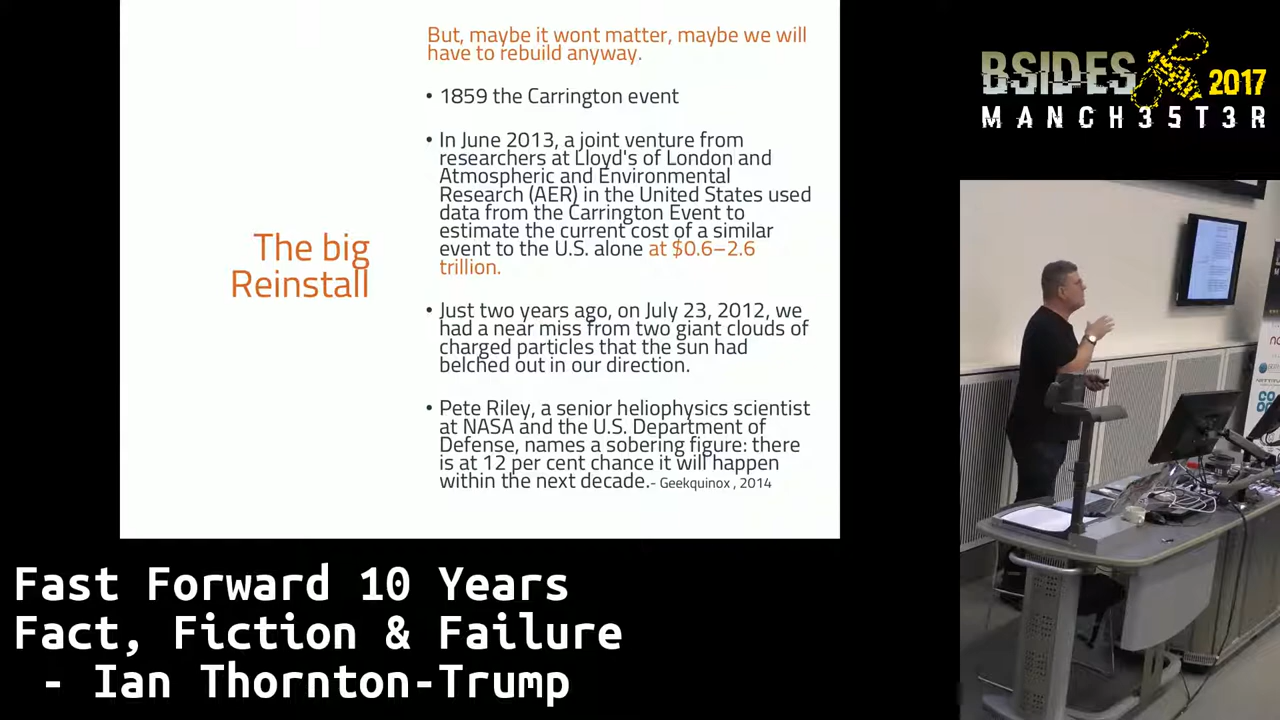 But, maybe it wont matter, maybe we will
have to rebuild anyway.
• 1859 the Carrington event
• In June 2013, a joint venture from
researchers at Lloyd's of London and
Atmospheric and Environmental
Research (AER) in the United States used
data from the Carrington Event to
estimate the current cost of a similar
event to the U.S. alone at $0.6–2.6
trillion.
• Just two years ago, on July 23, 2012, we
had a near miss from two giant clouds of
charged particles that the sun had
belched out in our direction.
• Pete Riley, a senior heliophysics scientist
at NASA and the U.S. Department of
Defense, names a sobering figure: there
is at 12 per cent chance it will happen
within the next decade.- Geekquinox , 2014
The big
Reinstall
BSIDES 2017
MANCH35T3R
Fast Forward 10 Years
Fact, Fiction & Failure
- Ian Thornton-Trump